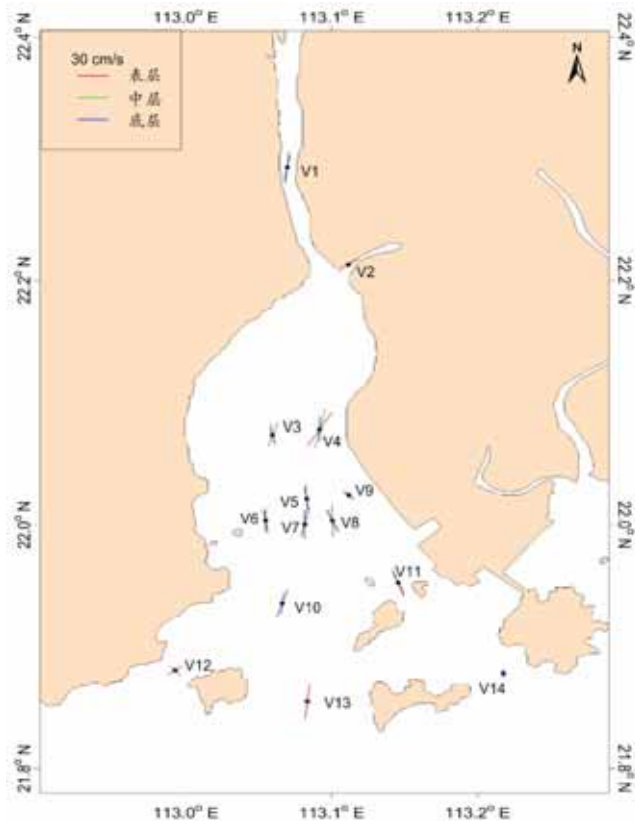 113.0° E 113.1° E 113.2° E
22.4° N 22.4° N
N
30 cm/s
表层
中层
底层
V1
V2
22.2° N 22.2° N
V3
V4
V9
V5
V6
V7 V8
22.0° N 22.0° N
V11
V10
V12
V14
V13
21.8° N 21.8° N
113.0° E 113.1° E 113.2° E